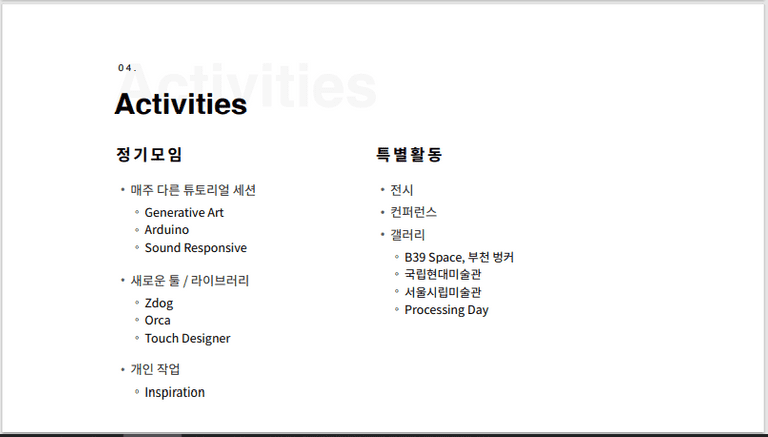 04.
Activities
Activities
정기모임
• 매주 다른 튜토리얼 세션
◦ Generative Art
◦ Arduino
◦ Sound Responsive
• 새로운 툴 / 라이브러리
◦ Zdog
◦ Orca
◦ Touch Designer
• 개인 작업
◦ Inspiration
특별활동
• 전시
• 컨퍼런스
• 갤러리
◦ B39 Space, 부천 벙커
◦ 국립현대미술관
◦ 서울시립미술관
◦ Processing Day